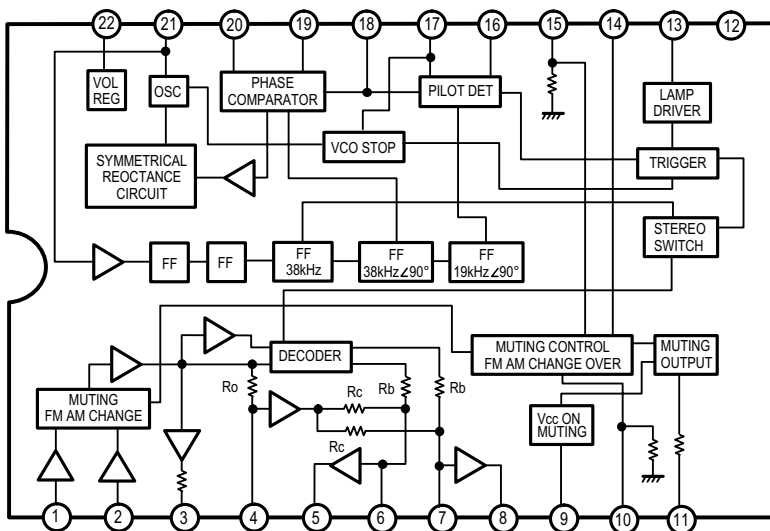 22 21 20 19 18 17 16 15 14 13 12
VOL
REG
OSC
PHASE
COMPARATOR
PILOT DET
LAMP
DRIVER
VCO STOP
TRIGGER
SYMMETRICAL
REOCTANCE
CIRCUIT
STEREO
SWITCH
FF
FF
FF
38kHz
FF
38kHz∠90°
FF
19kHz∠90°
DECODER
MUTING CONTROL
FM AM CHANGE OVER
MUTING
OUTPUT
Ro
Rc
Rb
Rb
MUTING
FM AM CHANGE
Vcc ON
MUTING
Rc
1 2 3 4 5 6 7 8 9 10 11